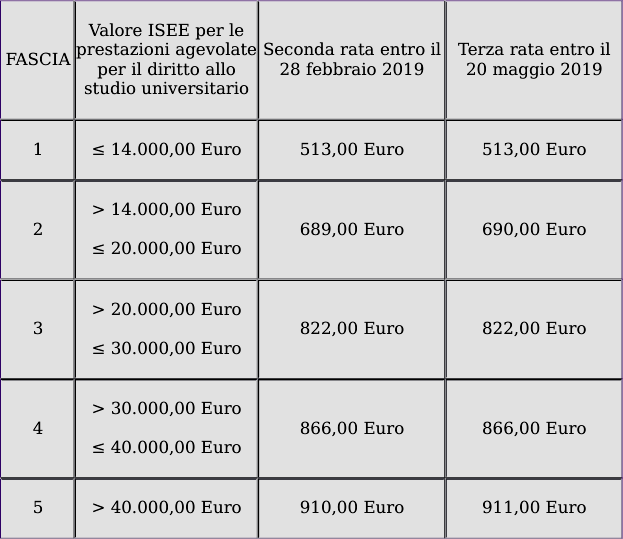 FASCIA
Valore ISEE per le
prestazioni agevolate
per il diritto allo
studio universitario
Seconda rata entro il
28 febbraio 2019
Terza rata entro il
20 maggio 2019
1
≤ 14.000,00 Euro
513,00 Euro
513,00 Euro
2
> 14.000,00 Euro
≤ 20.000,00 Euro
689,00 Euro
690,00 Euro
3
> 20.000,00 Euro
≤ 30.000,00 Euro
822,00 Euro
822,00 Euro
4
> 30.000,00 Euro
≤ 40.000,00 Euro
866,00 Euro
866,00 Euro
5
> 40.000,00 Euro
910,00 Euro
911,00 Euro